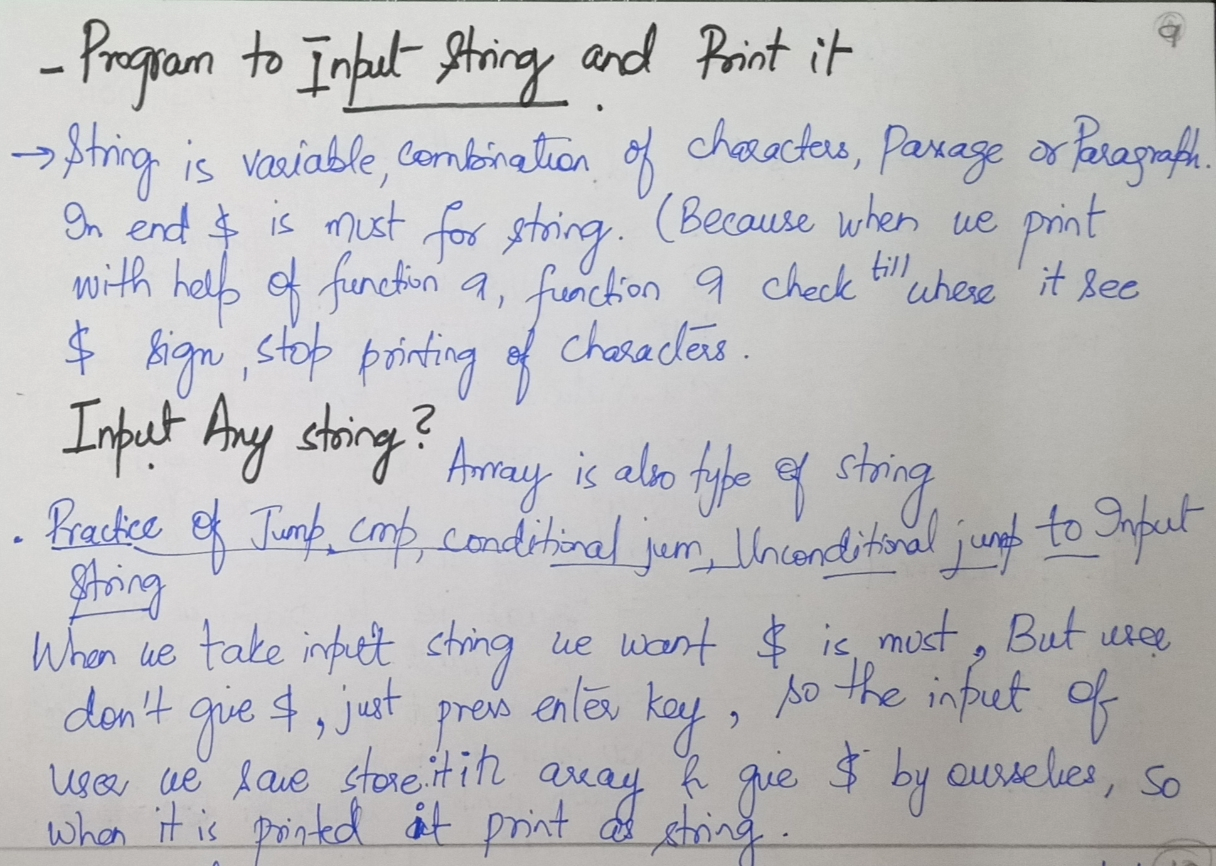 9
- Program to Input String and Print it
→ String is variable, combination of characters, Passage or Paragraph.
In end $ is must for string. (Because when we print
with help of function 9, function 9 check till where it see
$ sign, stop printing of characters.
Input Any string?
Array is also type of string
. Practice of Jump, cmp, conditional jum, Unconditional jump to Input
String
When we take input string we want $ is must, But user
don't give $, just press enter key, so the input of
user we save store it in array & give $ by ourselves, so
when it is printed it print as string.